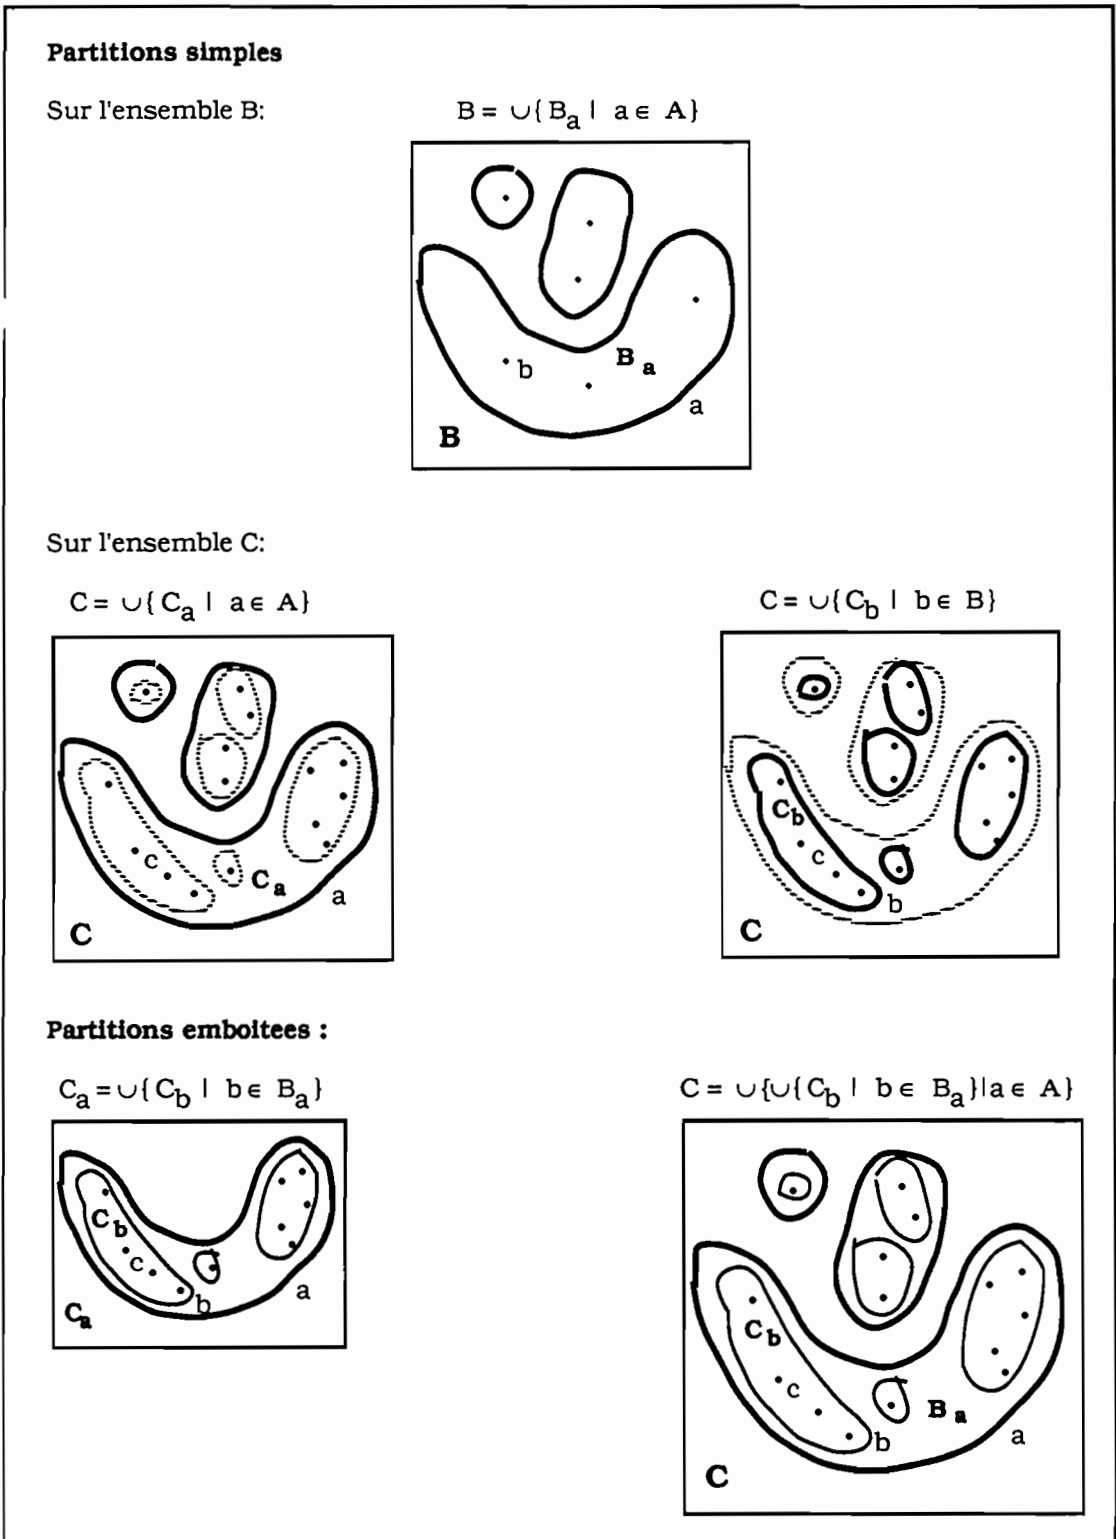 Partitions simples
Sur l'ensemble B:
B = ∪{ B_a | a ∈ A}
B_a
b
a
B
Sur l'ensemble C:
C = ∪{ C_a | a ∈ A}
C = ∪{ C_b | b ∈ B}
c
C_a
a
C
C_b
c
b
C
Partitions emboitees :
C_a = ∪{ C_b | b ∈ B_a}
C = ∪{∪{ C_b | b ∈ B_a}|a ∈ A}
C_b
c
b
a
C_a
C_b
c
B_a
b
a
C